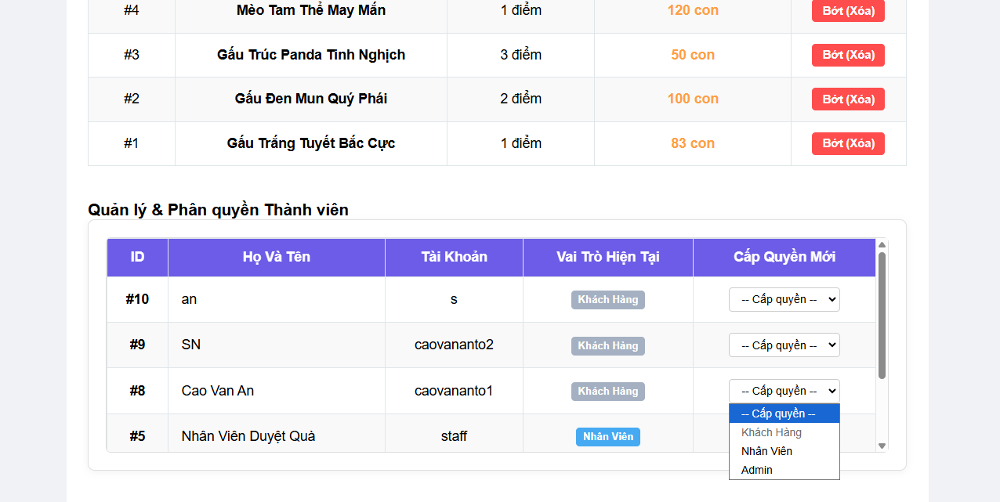 #4 Mèo Tam Thể May Mắn 1 điểm 120 con Bớt (Xóa)
#3 Gấu Trúc Panda Tinh Nghịch 3 điểm 50 con Bớt (Xóa)
#2 Gấu Đen Mun Quý Phái 2 điểm 100 con Bớt (Xóa)
#1 Gấu Trắng Tuyết Bắc Cực 1 điểm 83 con Bớt (Xóa)
Quản lý & Phân quyền Thành viên
ID Họ Và Tên Tài Khoản Vai Trò Hiện Tại Cấp Quyền Mới
#10 an s Khách Hàng -- Cấp quyền --
#9 SN caovananto2 Khách Hàng -- Cấp quyền --
#8 Cao Van An caovananto1 Khách Hàng -- Cấp quyền --
-- Cấp quyền --
Khách Hàng
#5 Nhân Viên Duyệt Quà staff Nhân Viên
Nhân Viên
Admin